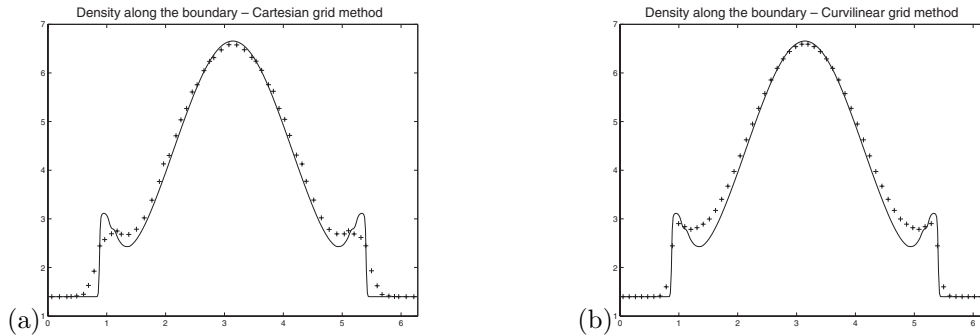 Density along the boundary – Cartesian grid method
7
6
5
4
3
2
1
0 1 2 3 4 5 6
(a)
Density along the boundary – Curvilinear grid method
7
6
5
4
3
2
1
0 1 2 3 4 5 6
(b)